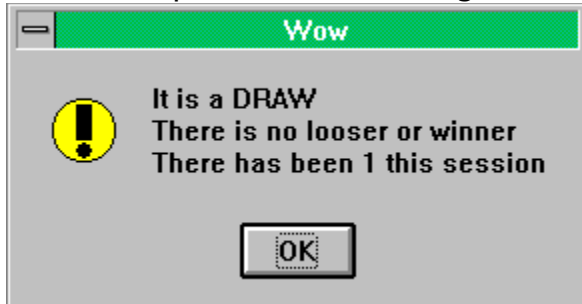 Wow
It is a DRAW
There is no looser or winner
There has been 1 this session
OK